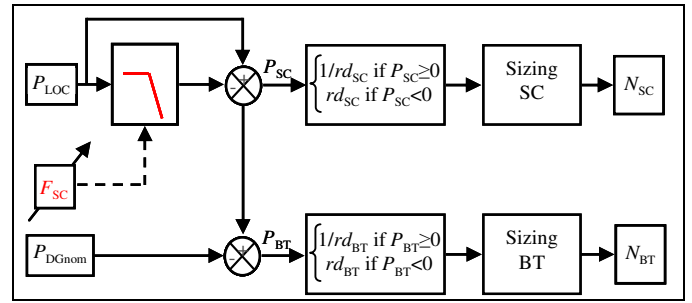 P_LOC
+
-
P_SC
1/rd_SC if P_SC≥0
rd_SC if P_SC<0
Sizing
SC
N_SC
F_SC
P_DGnom
+
-
P_BT
1/rd_BT if P_BT≥0
rd_BT if P_BT<0
Sizing
BT
N_BT